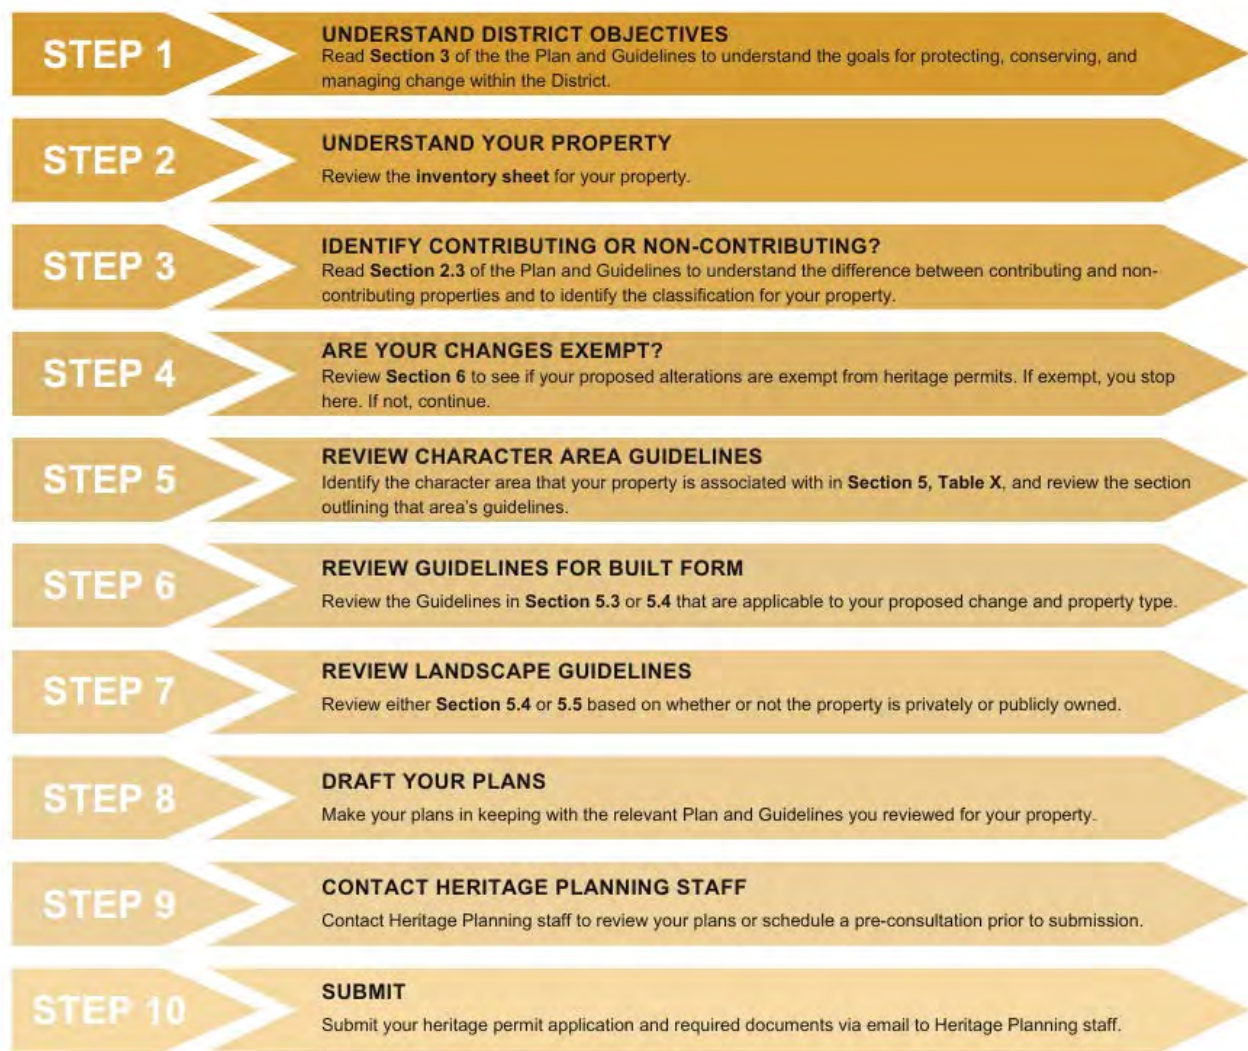 STEP 1
UNDERSTAND DISTRICT OBJECTIVES
Read Section 3 of the the Plan and Guidelines to understand the goals for protecting, conserving, and
managing change within the District.
STEP 2
UNDERSTAND YOUR PROPERTY
Review the inventory sheet for your property.
STEP 3
IDENTIFY CONTRIBUTING OR NON-CONTRIBUTING?
Read Section 2.3 of the Plan and Guidelines to understand the difference between contributing and non-
contributing properties and to identify the classification for your property.
STEP 4
ARE YOUR CHANGES EXEMPT?
Review Section 6 to see if your proposed alterations are exempt from heritage permits. If exempt, you stop
here. If not, continue.
STEP 5
REVIEW CHARACTER AREA GUIDELINES
Identify the character area that your property is associated with in Section 5, Table X, and review the section
outlining that area's guidelines.
STEP 6
REVIEW GUIDELINES FOR BUILT FORM
Review the Guidelines in Section 5.3 or 5.4 that are applicable to your proposed change and property type.
STEP 7
REVIEW LANDSCAPE GUIDELINES
Review either Section 5.4 or 5.5 based on whether or not the property is privately or publicly owned.
STEP 8
DRAFT YOUR PLANS
Make your plans in keeping with the relevant Plan and Guidelines you reviewed for your property.
STEP 9
CONTACT HERITAGE PLANNING STAFF
Contact Heritage Planning staff to review your plans or schedule a pre-consultation prior to submission.
STEP 10
SUBMIT
Submit your heritage permit application and required documents via email to Heritage Planning staff.